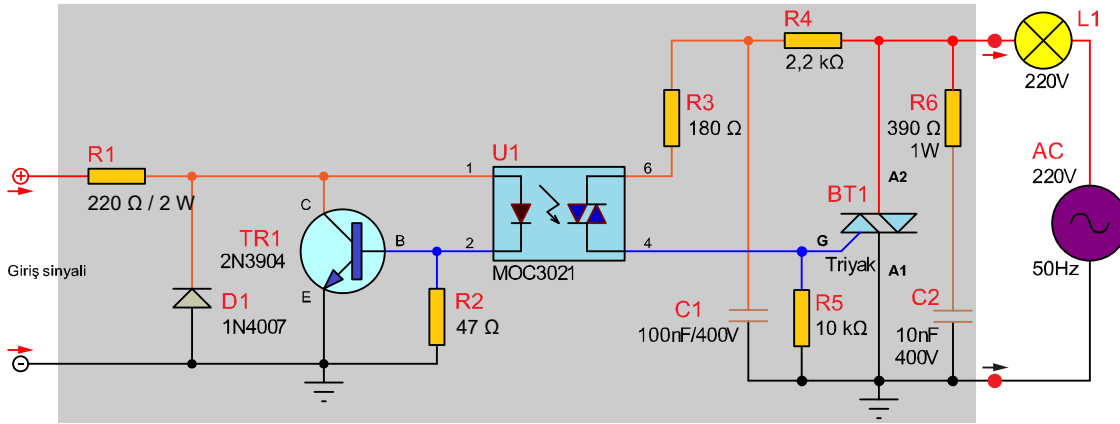 R4
2,2 kΩ
L1
220V
R3
180 Ω
R6
390 Ω
1W
AC
220V
50Hz
R1
220 Ω / 2 W
U1
1
6
2
4
MOC3021
C
TR1
2N3904
B
E
A2
BT1
G
Triyak
A1
Giriş sinyali
D1
1N4007
R2
47 Ω
C1
100nF/400V
R5
10 kΩ
C2
10nF
400V